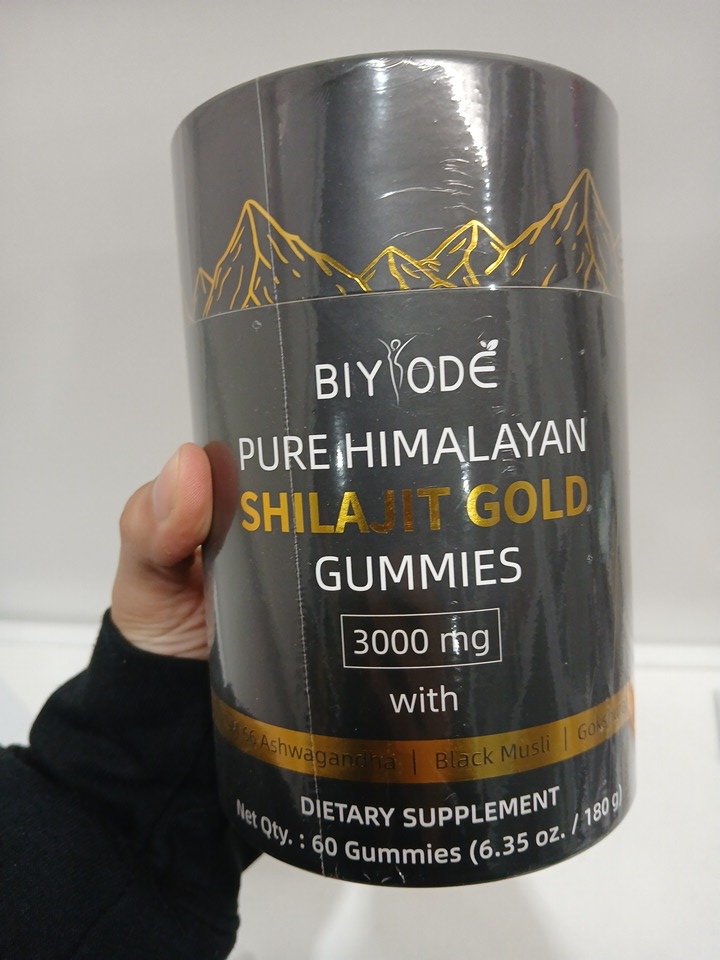 BIYODE
PURE HIMALAYAN
SHILAJIT GOLD
GUMMIES
3000 mg
with
Ashwagandha | Black Musli |
DIETARY SUPPLEMENT
Net Qty. : 60 Gummies (6.35 oz. / 180 g)